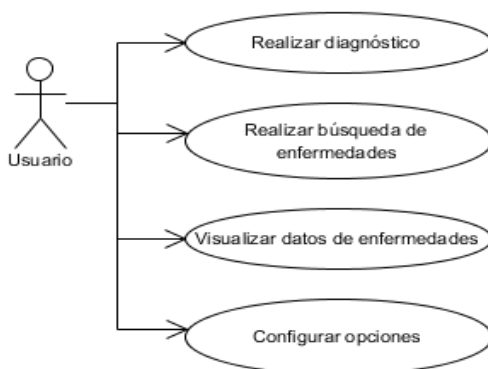 Realizar diagnóstico
Usuario
Realizar búsqueda de
enfermedades
Visualizar datos de enfermedades
Configurar opciones